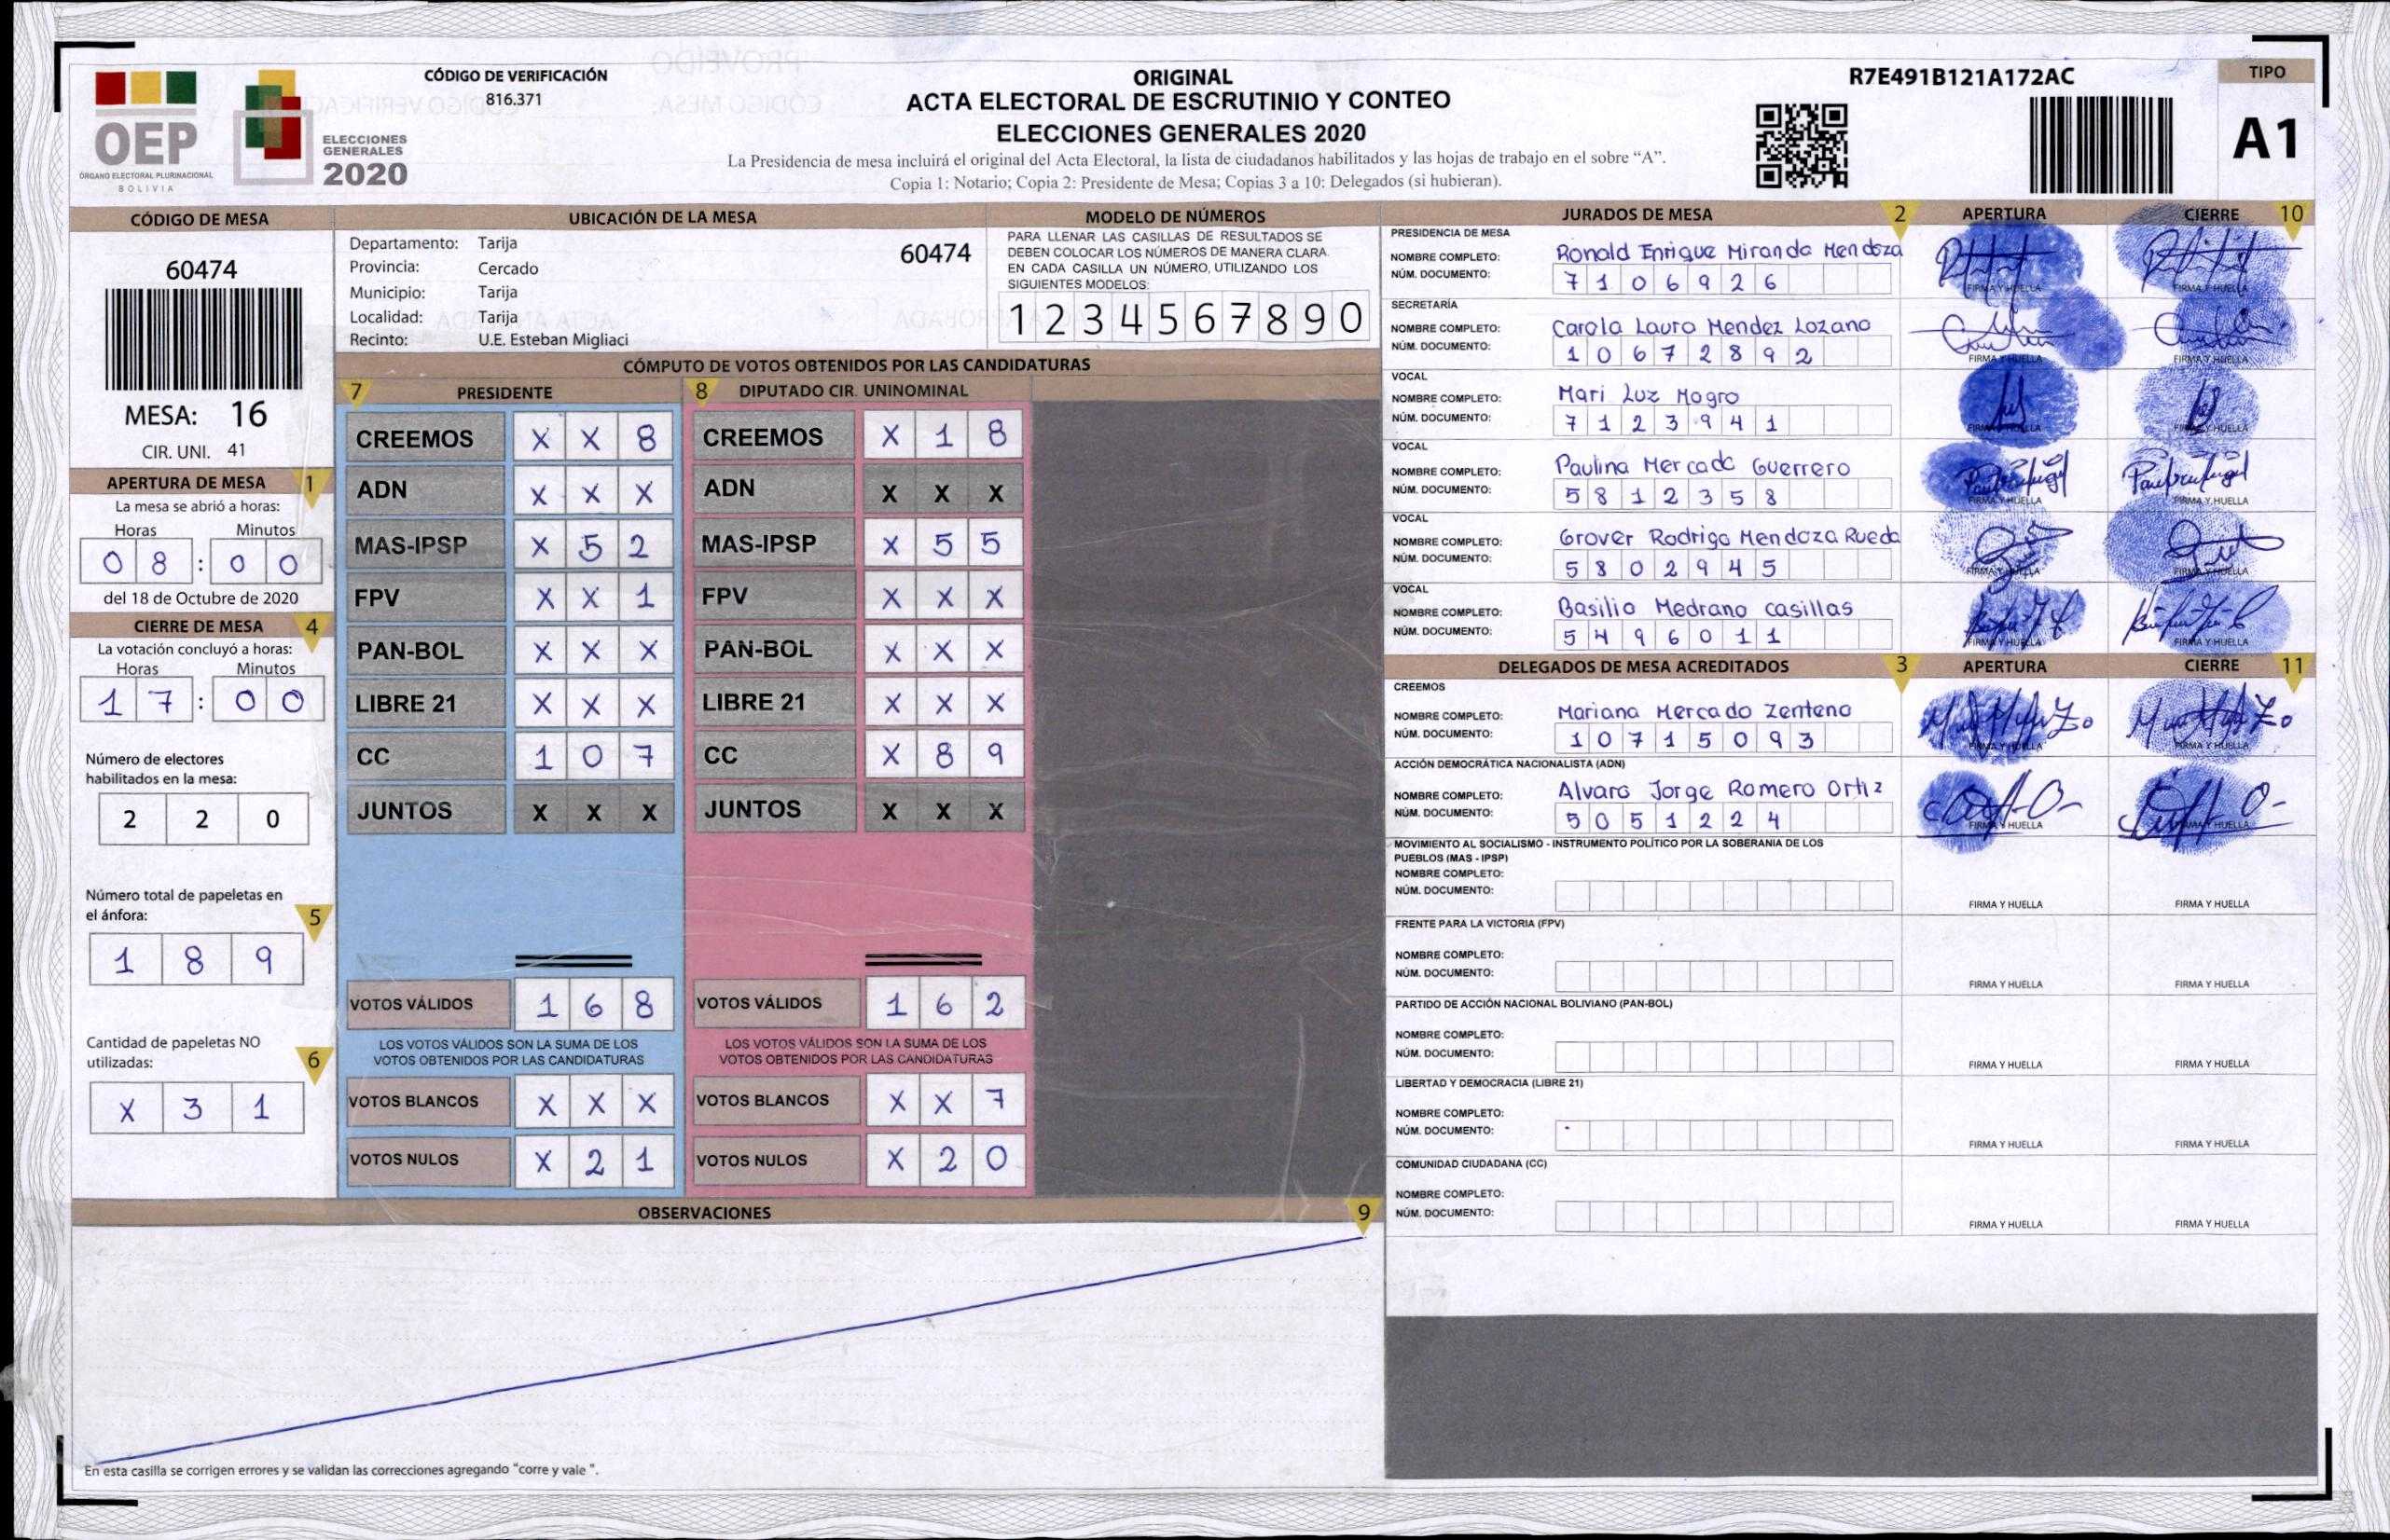 OEP
ÓRGANO ELECTORAL PLURINACIONAL
BOLIVIA
ELECCIONES
GENERALES
2020
CÓDIGO DE VERIFICACIÓN
816.371
ORIGINAL
ACTA ELECTORAL DE ESCRUTINIO Y CONTEO
ELECCIONES GENERALES 2020
La Presidencia de mesa incluirá el original del Acta Electoral, la lista de ciudadanos habilitados y las hojas de trabajo en el sobre “A”.
Copia 1: Notario; Copia 2: Presidente de Mesa; Copias 3 a 10: Delegados (si hubieran).
R7E491B121A172AC
TIPO
A1
CÓDIGO DE MESA
60474
MESA: 16
CIR. UNI. 41
APERTURA DE MESA 1
La mesa se abrió a horas:
Horas Minutos
0 8 : 0 0
del 18 de Octubre de 2020
CIERRE DE MESA 4
La votación concluyó a horas:
Horas Minutos
1 7 : 0 0
Número de electores
habilitados en la mesa:
2 2 0
Número total de papeletas en
el ánfora: 5
1 8 9
Cantidad de papeletas NO
utilizadas: 6
X 3 1
UBICACIÓN DE LA MESA
Departamento: Tarija
60474
Provincia: Cercado
Municipio: Tarija
Localidad: Tarija
Recinto: U.E. Esteban Migliaci
MODELO DE NÚMEROS
PARA LLENAR LAS CASILLAS DE RESULTADOS SE
DEBEN COLOCAR LOS NÚMEROS DE MANERA CLARA.
EN CADA CASILLA UN NÚMERO, UTILIZANDO LOS
SIGUIENTES MODELOS:
1 2 3 4 5 6 7 8 9 0
CÓMPUTO DE VOTOS OBTENIDOS POR LAS CANDIDATURAS
7 PRESIDENTE
CREEMOS X X 8
ADN X X X
MAS-IPSP X 5 2
FPV X X 1
PAN-BOL X X X
LIBRE 21 X X X
CC 1 0 7
JUNTOS X X X
VOTOS VÁLIDOS 1 6 8
LOS VOTOS VÁLIDOS SON LA SUMA DE LOS
VOTOS OBTENIDOS POR LAS CANDIDATURAS
VOTOS BLANCOS X X X
VOTOS NULOS X 2 1
8 DIPUTADO CIR. UNINOMINAL
CREEMOS X 1 8
ADN X X X
MAS-IPSP X 5 5
FPV X X X
PAN-BOL X X X
LIBRE 21 X X X
CC X 8 9
JUNTOS X X X
VOTOS VÁLIDOS 1 6 2
LOS VOTOS VÁLIDOS SON LA SUMA DE LOS
VOTOS OBTENIDOS POR LAS CANDIDATURAS
VOTOS BLANCOS X X 7
VOTOS NULOS X 2 0
OBSERVACIONES 9
En esta casilla se corrigen errores y se validan las correcciones agregando “corre y vale ”.
JURADOS DE MESA 2 APERTURA CIERRE 10
PRESIDENCIA DE MESA
NOMBRE COMPLETO: Ronald Enrique Miranda Mendoza
NÚM. DOCUMENTO: 7 1 0 6 9 2 6
FIRMA Y HUELLA FIRMA Y HUELLA
SECRETARÍA
NOMBRE COMPLETO: Carola Laura Mendez Lozano
NÚM. DOCUMENTO: 1 0 6 7 2 8 9 2
FIRMA Y HUELLA FIRMA Y HUELLA
VOCAL
NOMBRE COMPLETO: Mari Luz Mogro
NÚM. DOCUMENTO: 7 1 2 3 9 4 1
FIRMA Y HUELLA FIRMA Y HUELLA
VOCAL
NOMBRE COMPLETO: Paulina Mercado Guerrero
NÚM. DOCUMENTO: 5 8 1 2 3 5 8
FIRMA Y HUELLA FIRMA Y HUELLA
VOCAL
NOMBRE COMPLETO: Grover Rodrigo Mendoza Rueda
NÚM. DOCUMENTO: 5 8 0 2 9 4 5
FIRMA Y HUELLA FIRMA Y HUELLA
VOCAL
NOMBRE COMPLETO: Basilio Medrano casillas
NÚM. DOCUMENTO: 5 4 9 6 0 1 1
FIRMA Y HUELLA FIRMA Y HUELLA
DELEGADOS DE MESA ACREDITADOS 3 APERTURA CIERRE 11
CREEMOS
NOMBRE COMPLETO: Mariana Mercado Zenteno
NÚM. DOCUMENTO: 1 0 7 1 5 0 9 3
FIRMA Y HUELLA FIRMA Y HUELLA
ACCIÓN DEMOCRÁTICA NACIONALISTA (ADN)
NOMBRE COMPLETO: Alvaro Jorge Romero Ortiz
NÚM. DOCUMENTO: 5 0 5 1 2 2 4
FIRMA Y HUELLA FIRMA Y HUELLA
MOVIMIENTO AL SOCIALISMO - INSTRUMENTO POLÍTICO POR LA SOBERANIA DE LOS
PUEBLOS (MAS - IPSP)
NOMBRE COMPLETO:
NÚM. DOCUMENTO:
FIRMA Y HUELLA FIRMA Y HUELLA
FRENTE PARA LA VICTORIA (FPV)
NOMBRE COMPLETO:
NÚM. DOCUMENTO:
FIRMA Y HUELLA FIRMA Y HUELLA
PARTIDO DE ACCIÓN NACIONAL BOLIVIANO (PAN-BOL)
NOMBRE COMPLETO:
NÚM. DOCUMENTO:
FIRMA Y HUELLA FIRMA Y HUELLA
LIBERTAD Y DEMOCRACIA (LIBRE 21)
NOMBRE COMPLETO:
NÚM. DOCUMENTO:
FIRMA Y HUELLA FIRMA Y HUELLA
COMUNIDAD CIUDADANA (CC)
NOMBRE COMPLETO:
NÚM. DOCUMENTO:
FIRMA Y HUELLA FIRMA Y HUELLA